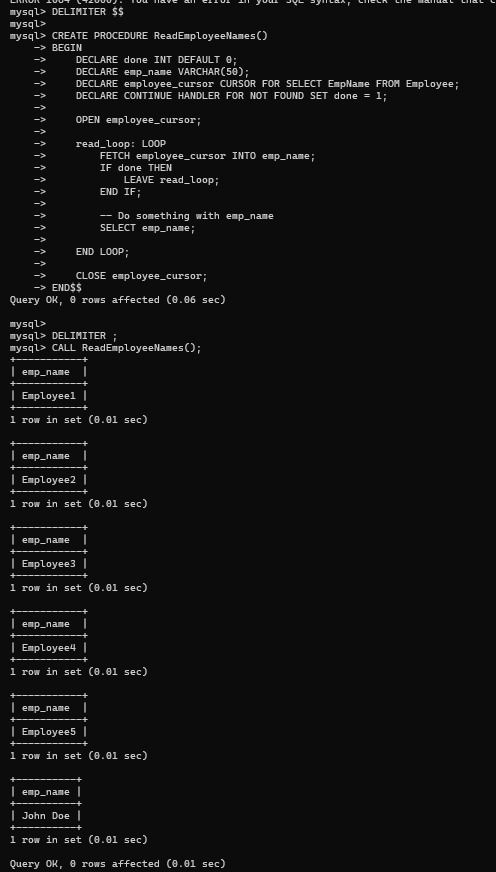 ERROR 1064 (42000): You have an error in your SQL syntax; check the manual that
mysql> DELIMITER $$
mysql>
mysql> CREATE PROCEDURE ReadEmployeeNames()
    -> BEGIN
    ->     DECLARE done INT DEFAULT 0;
    ->     DECLARE emp_name VARCHAR(50);
    ->     DECLARE employee_cursor CURSOR FOR SELECT EmpName FROM Employee;
    ->     DECLARE CONTINUE HANDLER FOR NOT FOUND SET done = 1;
    ->
    ->     OPEN employee_cursor;
    ->
    ->     read_loop: LOOP
    ->         FETCH employee_cursor INTO emp_name;
    ->         IF done THEN
    ->             LEAVE read_loop;
    ->         END IF;
    ->
    ->         -- Do something with emp_name
    ->         SELECT emp_name;
    ->
    ->     END LOOP;
    ->
    ->     CLOSE employee_cursor;
    -> END$$
Query OK, 0 rows affected (0.06 sec)

mysql>
mysql> DELIMITER ;
mysql> CALL ReadEmployeeNames();
+-----------+
| emp_name  |
+-----------+
| Employee1 |
+-----------+
1 row in set (0.01 sec)

+-----------+
| emp_name  |
+-----------+
| Employee2 |
+-----------+
1 row in set (0.01 sec)

+-----------+
| emp_name  |
+-----------+
| Employee3 |
+-----------+
1 row in set (0.01 sec)

+-----------+
| emp_name  |
+-----------+
| Employee4 |
+-----------+
1 row in set (0.01 sec)

+-----------+
| emp_name  |
+-----------+
| Employee5 |
+-----------+
1 row in set (0.01 sec)

+----------+
| emp_name |
+----------+
| John Doe |
+----------+
1 row in set (0.01 sec)

Query OK, 0 rows affected (0.01 sec)